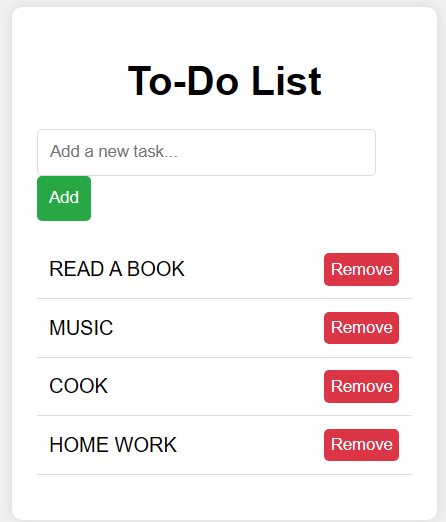 To-Do List
Add a new task...
Add
READ A BOOK Remove
MUSIC Remove
COOK Remove
HOME WORK Remove